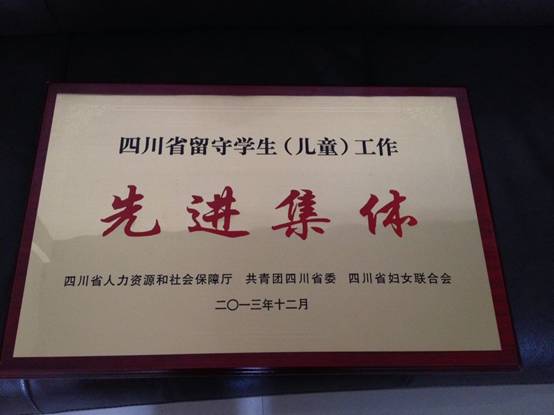 四川省留守学生（儿童）工作
先进集体
四川省人力资源和社会保障厅 共青团四川省委 四川省妇女联合会
二〇一三年十二月